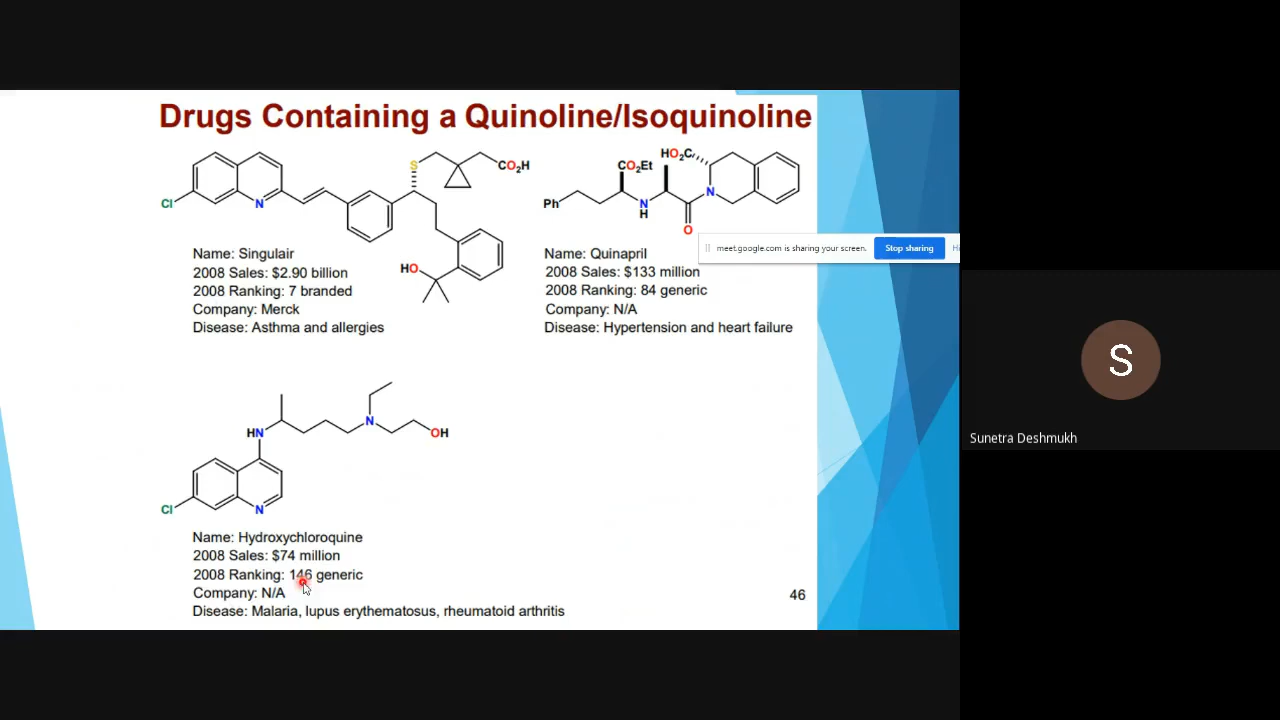 Drugs Containing a Quinoline/Isoquinoline
S
CO₂H
Cl
N
HO
Name: Singulair
2008 Sales: $2.90 billion
2008 Ranking: 7 branded
Company: Merck
Disease: Asthma and allergies
HO₂C
CO₂Et
Ph
N
H
N
O
meet.google.com is sharing your screen.
Stop sharing
Hi
Name: Quinapril
2008 Sales: $133 million
2008 Ranking: 84 generic
Company: N/A
Disease: Hypertension and heart failure
HN
N
OH
Cl
N
Name: Hydroxychloroquine
2008 Sales: $74 million
2008 Ranking: 146 generic
Company: N/A
Disease: Malaria, lupus erythematosus, rheumatoid arthritis
46
S
Sunetra Deshmukh